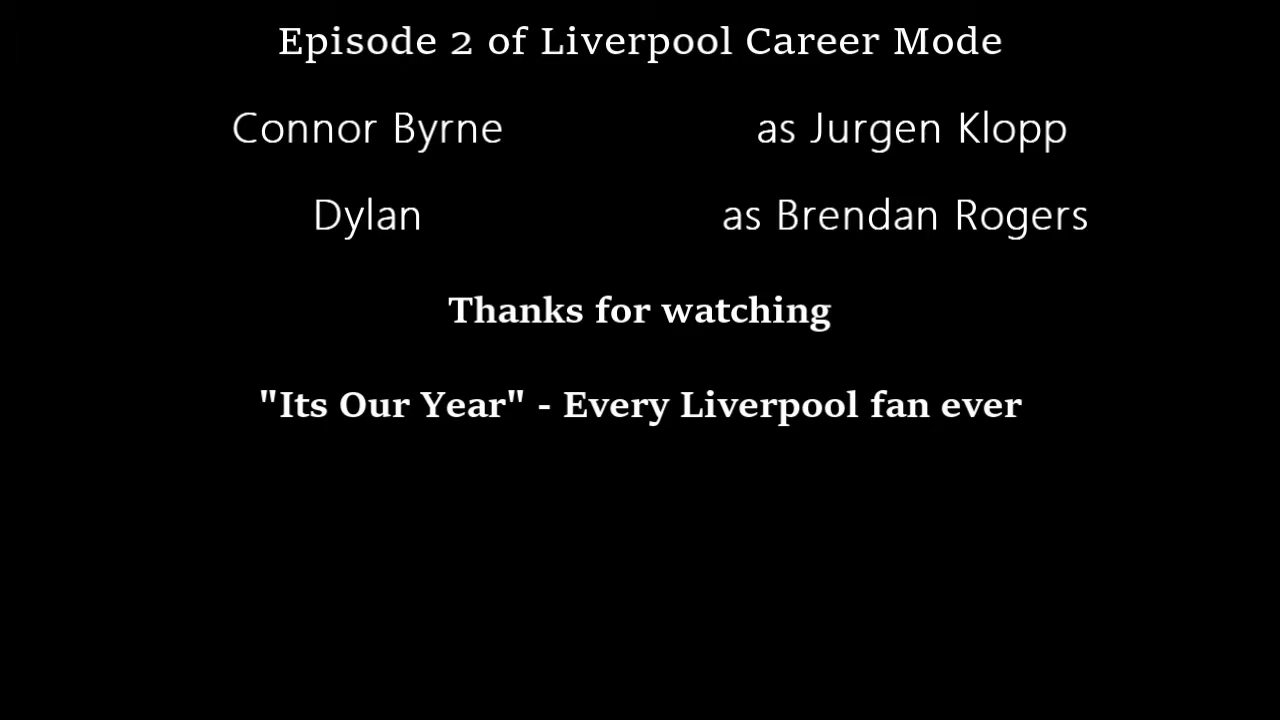 Episode 2 of Liverpool Career Mode
Connor Byrne as Jurgen Klopp
Dylan as Brendan Rogers
Thanks for watching
"Its Our Year" - Every Liverpool fan ever